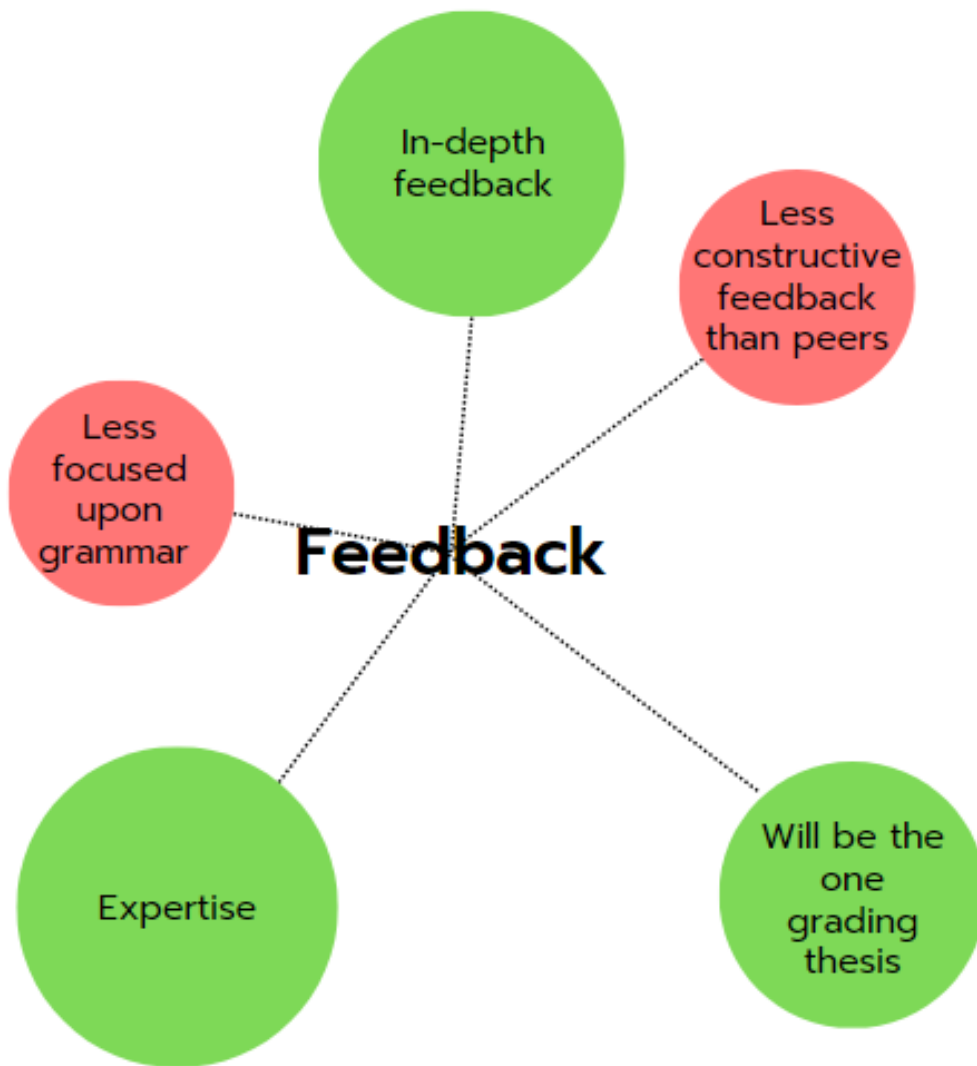 In-depth
feedback
Less
constructive
feedback
than peers
Less
focused
upon
grammar
Feedback
Expertise
Will be the
one
grading
thesis